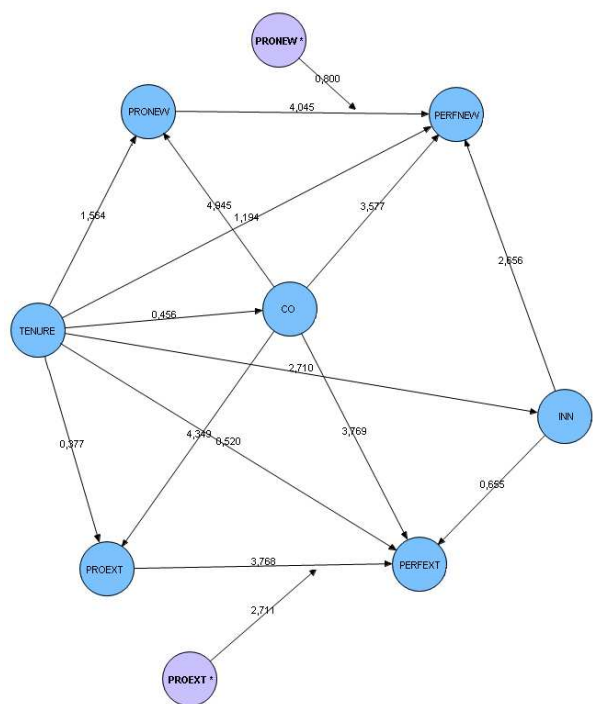 PRONEW *
0,800
PRONEW
4,045
PERFNEW
1,564
4,945
1,194
3,577
2,656
TENURE
0,456
CO
2,710
INN
0,377
4,349
0,520
3,769
0,655
PROEXT
3,768
PERFEXT
2,711
PROEXT *